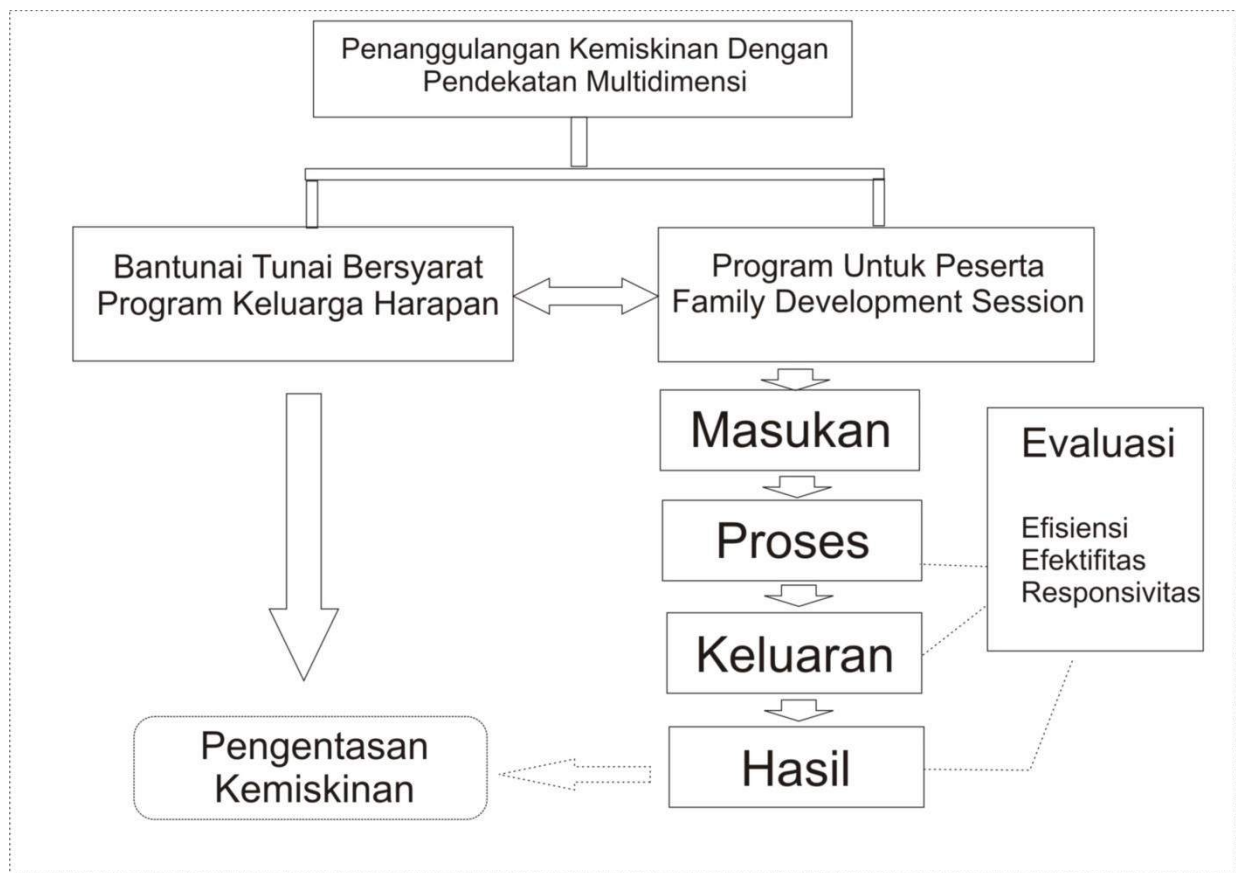 Penanggulangan Kemiskinan Dengan
Pendekatan Multidimensi
Bantunai Tunai Bersyarat
Program Keluarga Harapan
Program Untuk Peserta
Family Development Session
Masukan
Proses
Keluaran
Hasil
Evaluasi
Efisiensi
Efektifitas
Responsivitas
Pengentasan
Kemiskinan